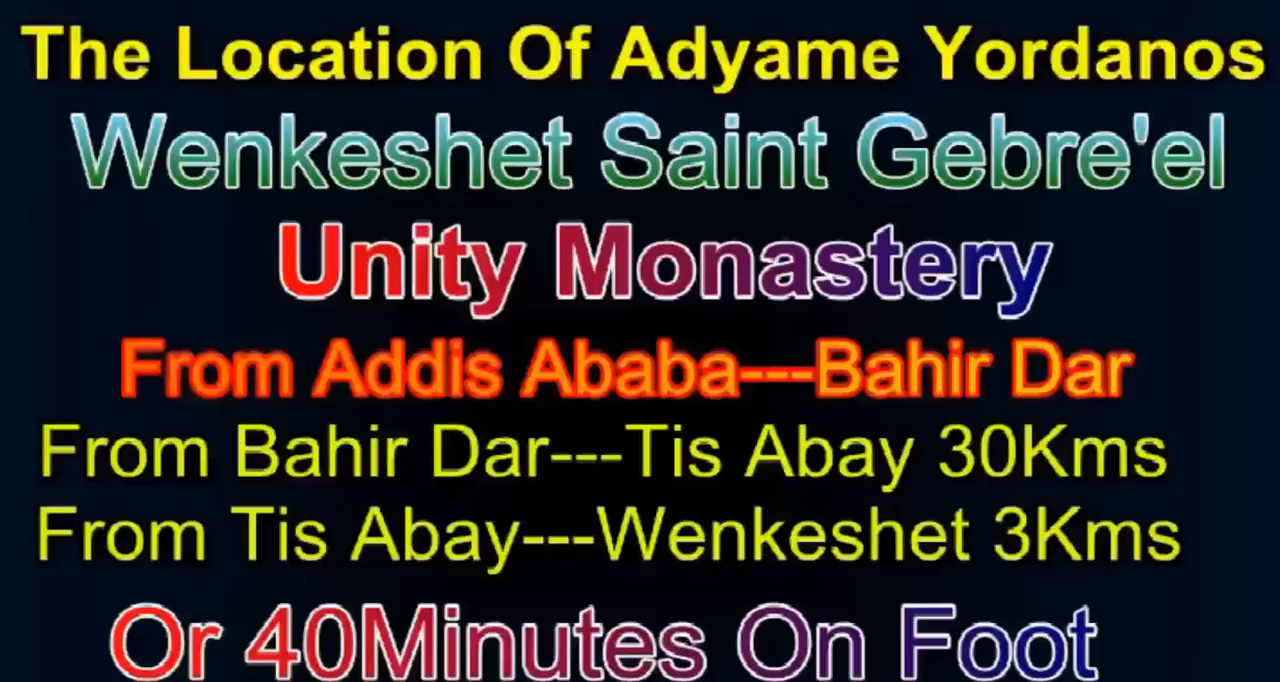 The Location Of Adyame Yordanos
Wenkeshet Saint Gebre'el
Unity Monastery
From Addis Ababa---Bahir Dar
From Bahir Dar---Tis Abay 30Kms
From Tis Abay---Wenkeshet 3Kms
Or 40Minutes On Foot